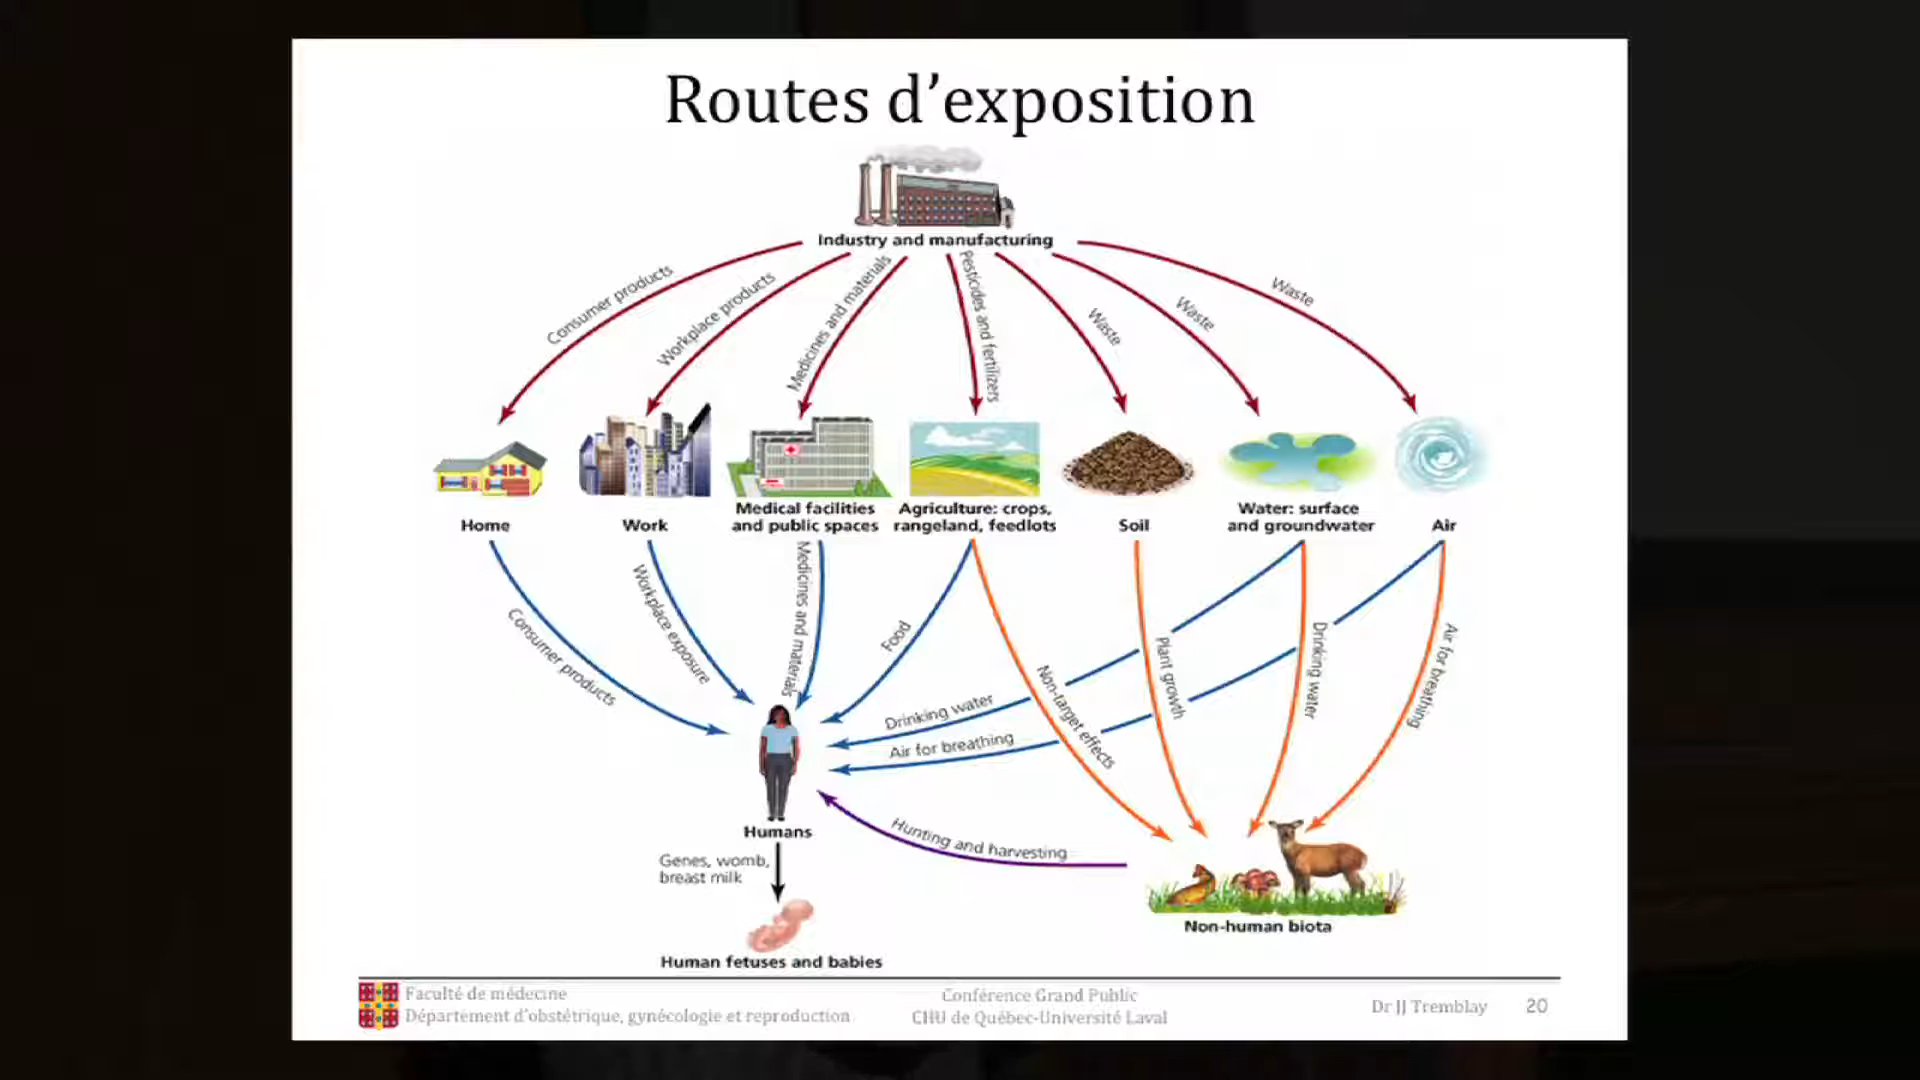 Routes d’exposition
Industry and manufacturing
Consumer products
Workplace products
Medicines and materials
Pesticides and fertilizers
Waste
Waste
Waste
Home
Work
Medical facilities
and public spaces
Agriculture: crops,
rangeland, feedlots
Soil
Water: surface
and groundwater
Air
Consumer products
Workplace exposure
Medicines and materials
Food
Drinking water
Air for breathing
Non-target effects
Plant growth
Drinking water
Air for breathing
Hunting and harvesting
Humans
Genes, womb,
breast milk
Human fetuses and babies
Non-human biota
Faculté de médecine
Département d'obstétrique, gynécologie et reproduction
Conférence Grand Public
CHU de Québec-Université Laval
Dr JJ Tremblay
20